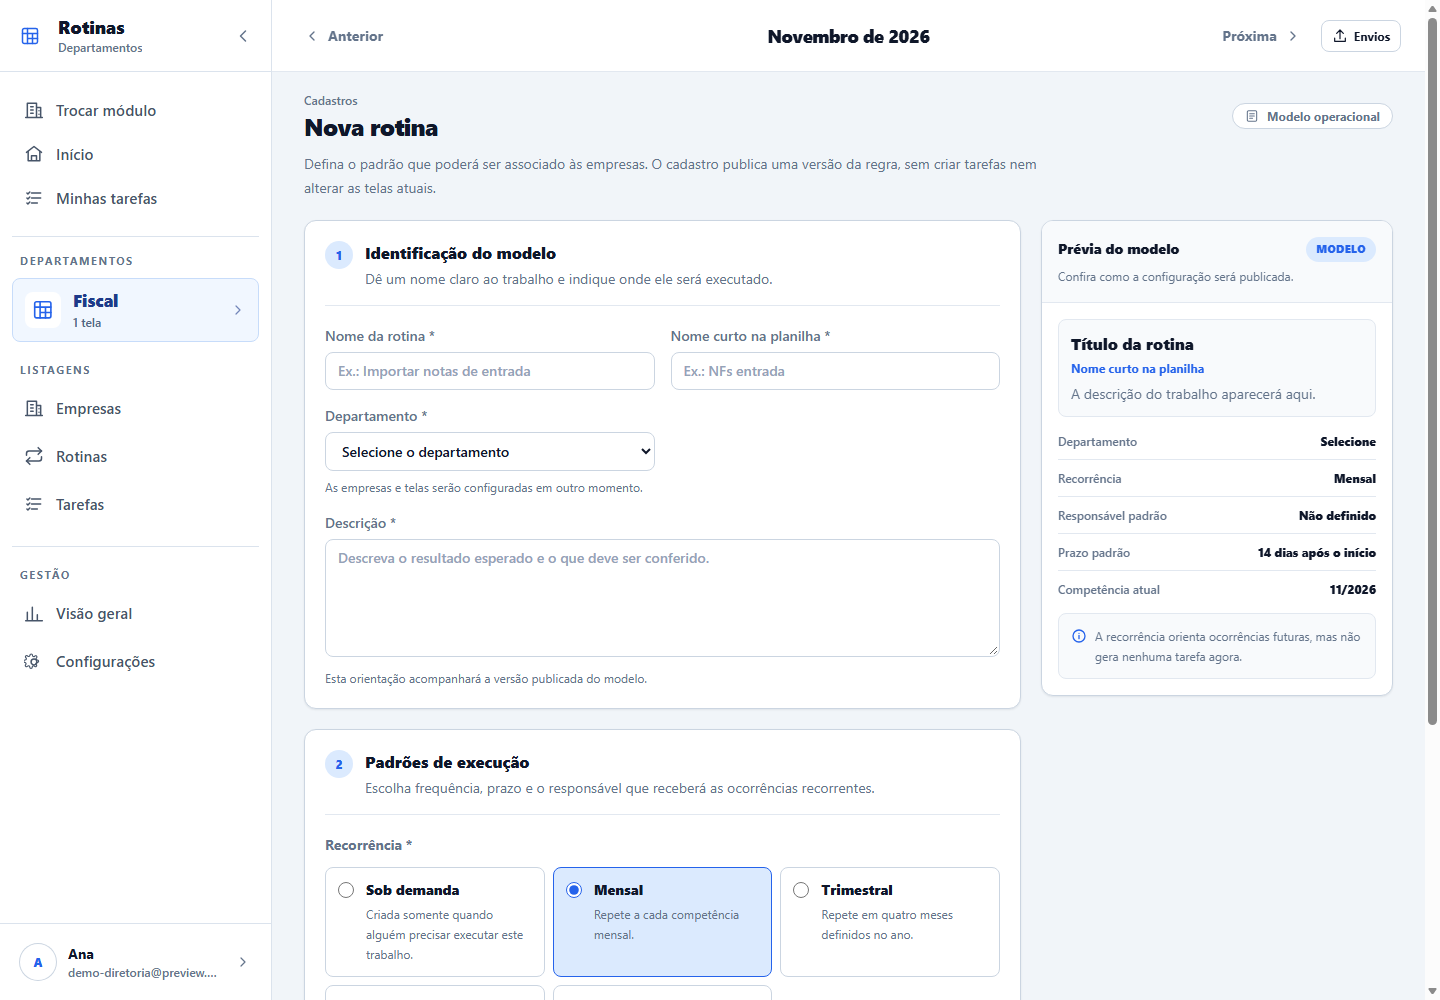 Rotinas
Departamentos
Trocar módulo
Início
Minhas tarefas
DEPARTAMENTOS
Fiscal
1 tela
LISTAGENS
Empresas
Rotinas
Tarefas
GESTÃO
Visão geral
Configurações
A
Ana
demo-diretoria@preview....
Anterior
Novembro de 2026
Próxima
Envios
Cadastros
Nova rotina
Defina o padrão que poderá ser associado às empresas. O cadastro publica uma versão da regra, sem criar tarefas nem
alterar as telas atuais.
Modelo operacional
1
Identificação do modelo
Dê um nome claro ao trabalho e indique onde ele será executado.
Nome da rotina *
Ex.: Importar notas de entrada
Nome curto na planilha *
Ex.: NFs entrada
Departamento *
Selecione o departamento
As empresas e telas serão configuradas em outro momento.
Descrição *
Descreva o resultado esperado e o que deve ser conferido.
Esta orientação acompanhará a versão publicada do modelo.
2
Padrões de execução
Escolha frequência, prazo e o responsável que receberá as ocorrências recorrentes.
Recorrência *
Sob demanda
Criada somente quando
alguém precisar executar este
trabalho.
Mensal
Repete a cada competência
mensal.
Trimestral
Repete em quatro meses
definidos no ano.
Prévia do modelo
MODELO
Confira como a configuração será publicada.
Título da rotina
Nome curto na planilha
A descrição do trabalho aparecerá aqui.
Departamento Selecione
Recorrência Mensal
Responsável padrão Não definido
Prazo padrão 14 dias após o início
Competência atual 11/2026
A recorrência orienta ocorrências futuras, mas não
gera nenhuma tarefa agora.